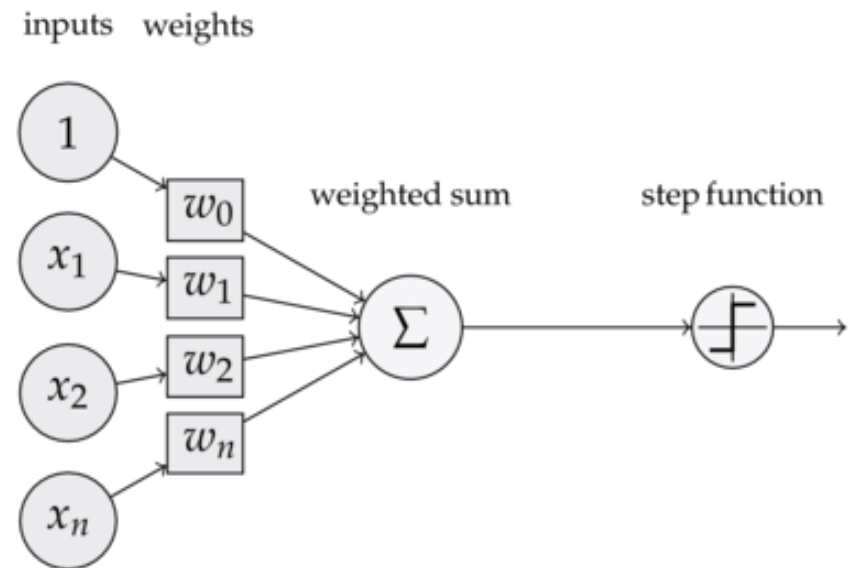 inputs weights
1
w₀
weighted sum
step function
x₁
w₁
Σ
x₂
w₂
wₙ
xₙ